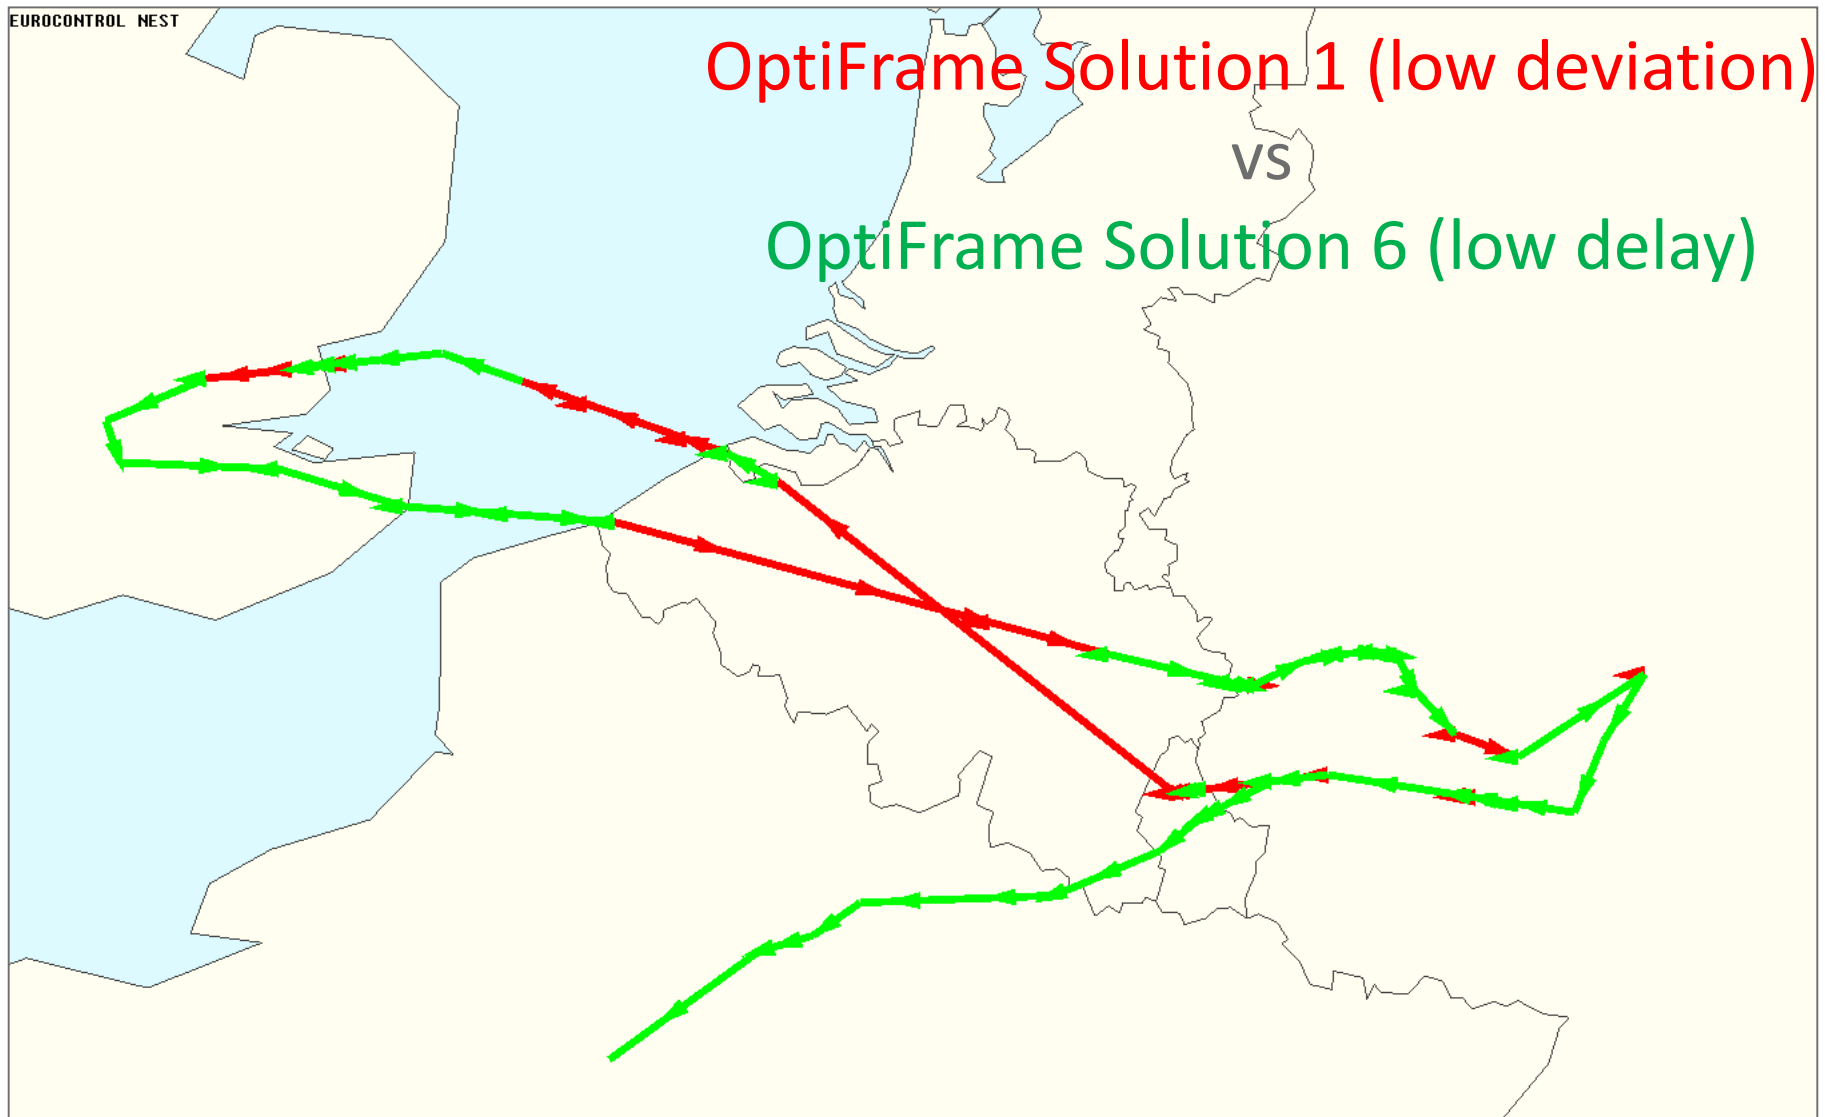 EUROCONTROL NEST
OptiFrame Solution 1 (low deviation)
vs
OptiFrame Solution 6 (low delay)